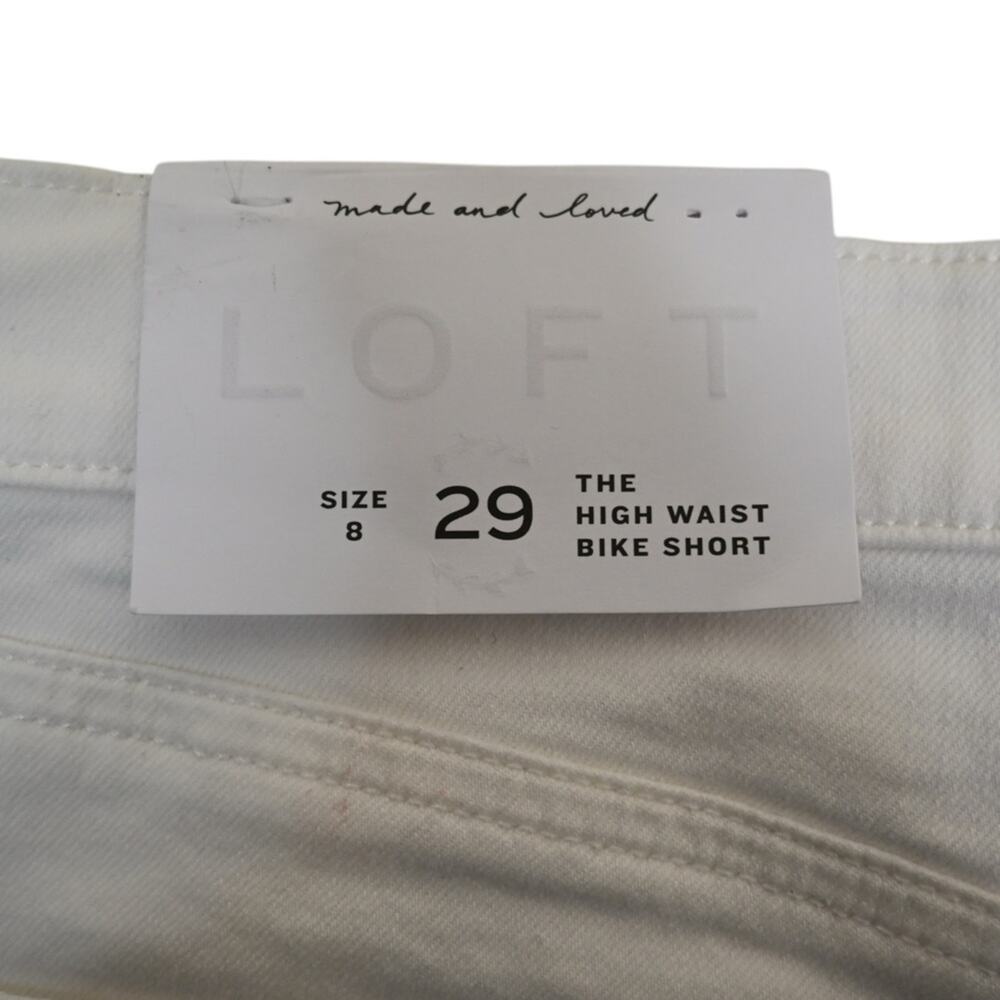 made and loved
LOFT
SIZE
8
29
THE
HIGH WAIST
BIKE SHORT